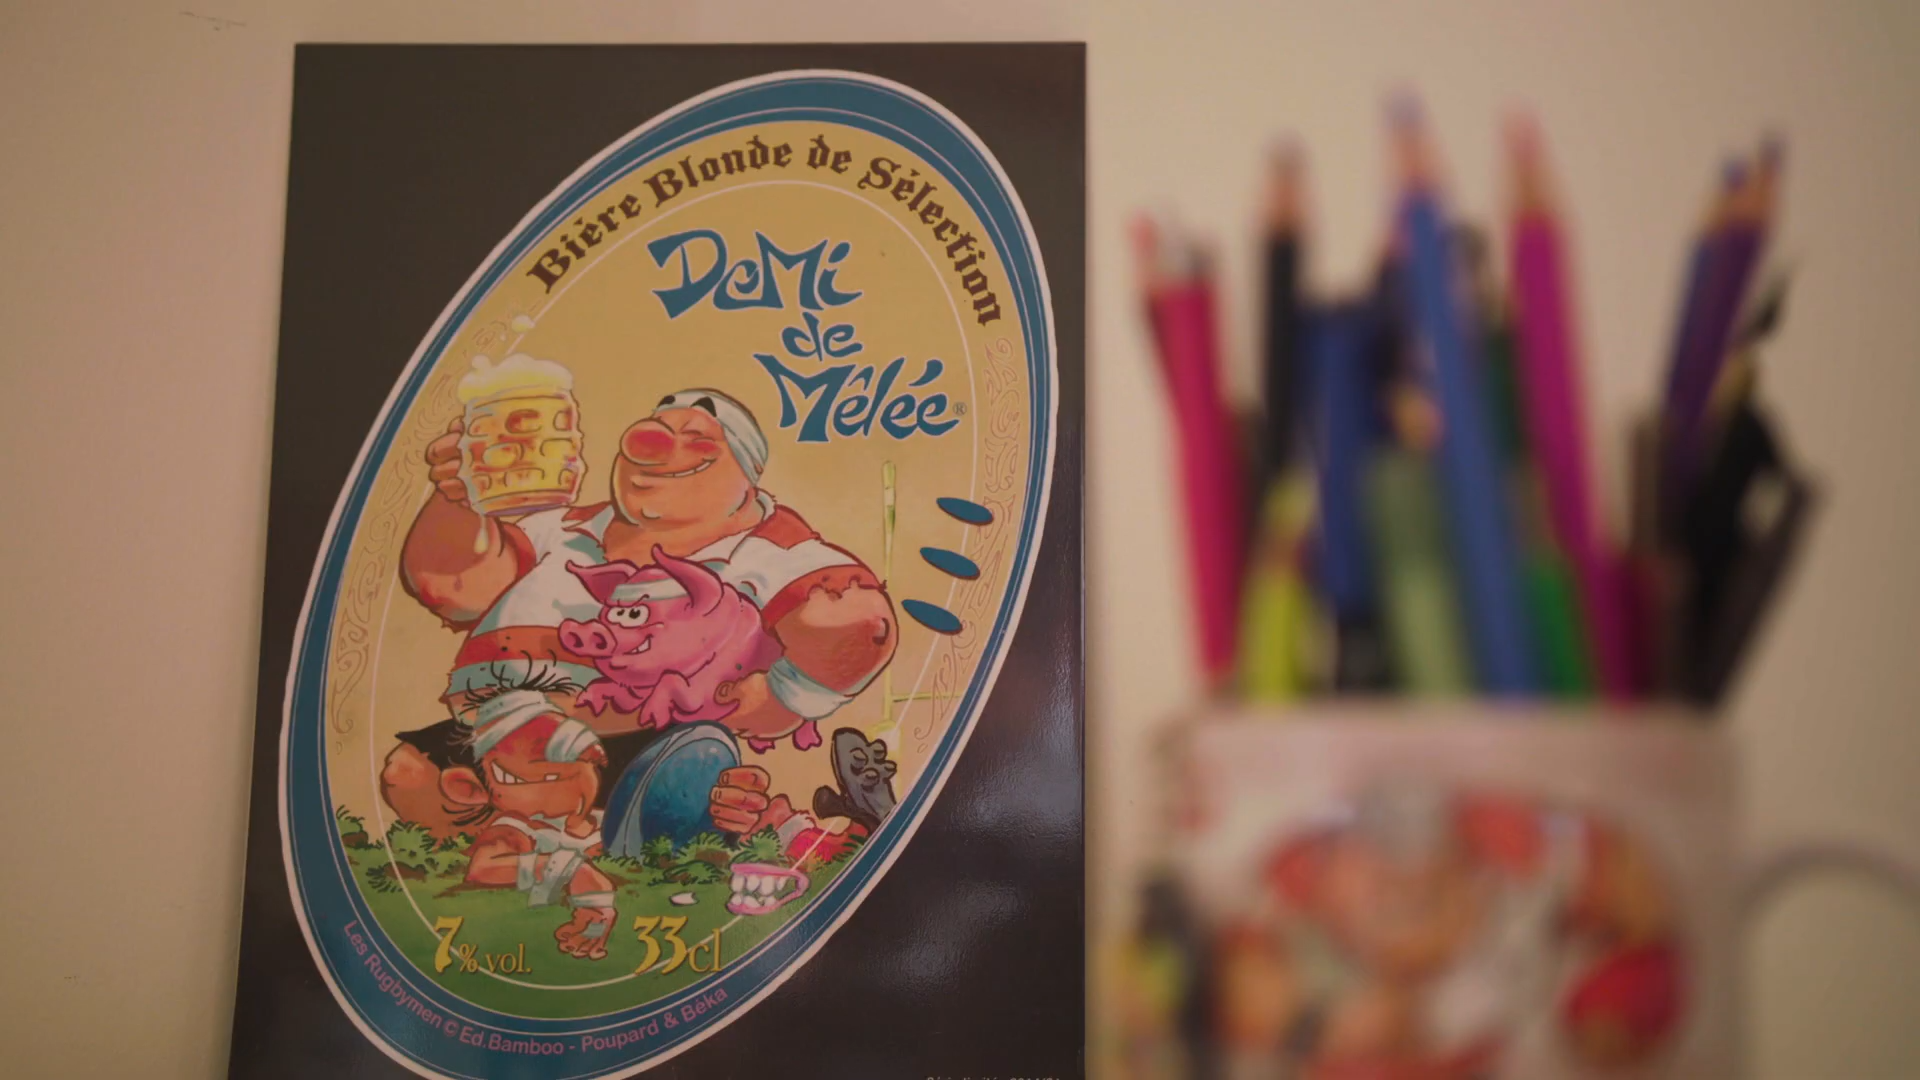 Bière Blonde de Sélection
DeMi
de
Mêlée®
7% vol. 33cl
Les Rugbymen © Ed. Bamboo - Poupard & Béka